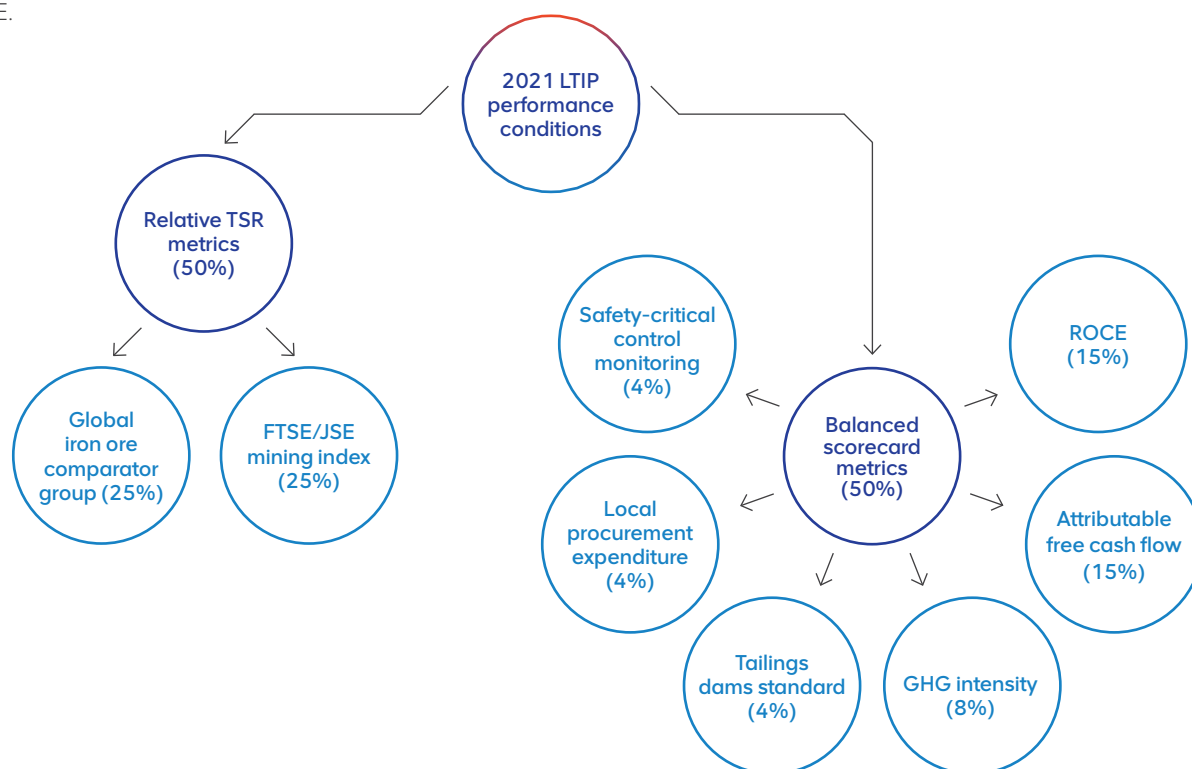 E.
2021 LTIP
performance
conditions
Relative TSR
metrics
(50%)
Global
iron ore
comparator
group (25%)
FTSE/JSE
mining index
(25%)
Safety-critical
control
monitoring
(4%)
ROCE
(15%)
Balanced
scorecard
metrics
(50%)
Local
procurement
expenditure
(4%)
Attributable
free cash flow
(15%)
Tailings
dams standard
(4%)
GHG intensity
(8%)